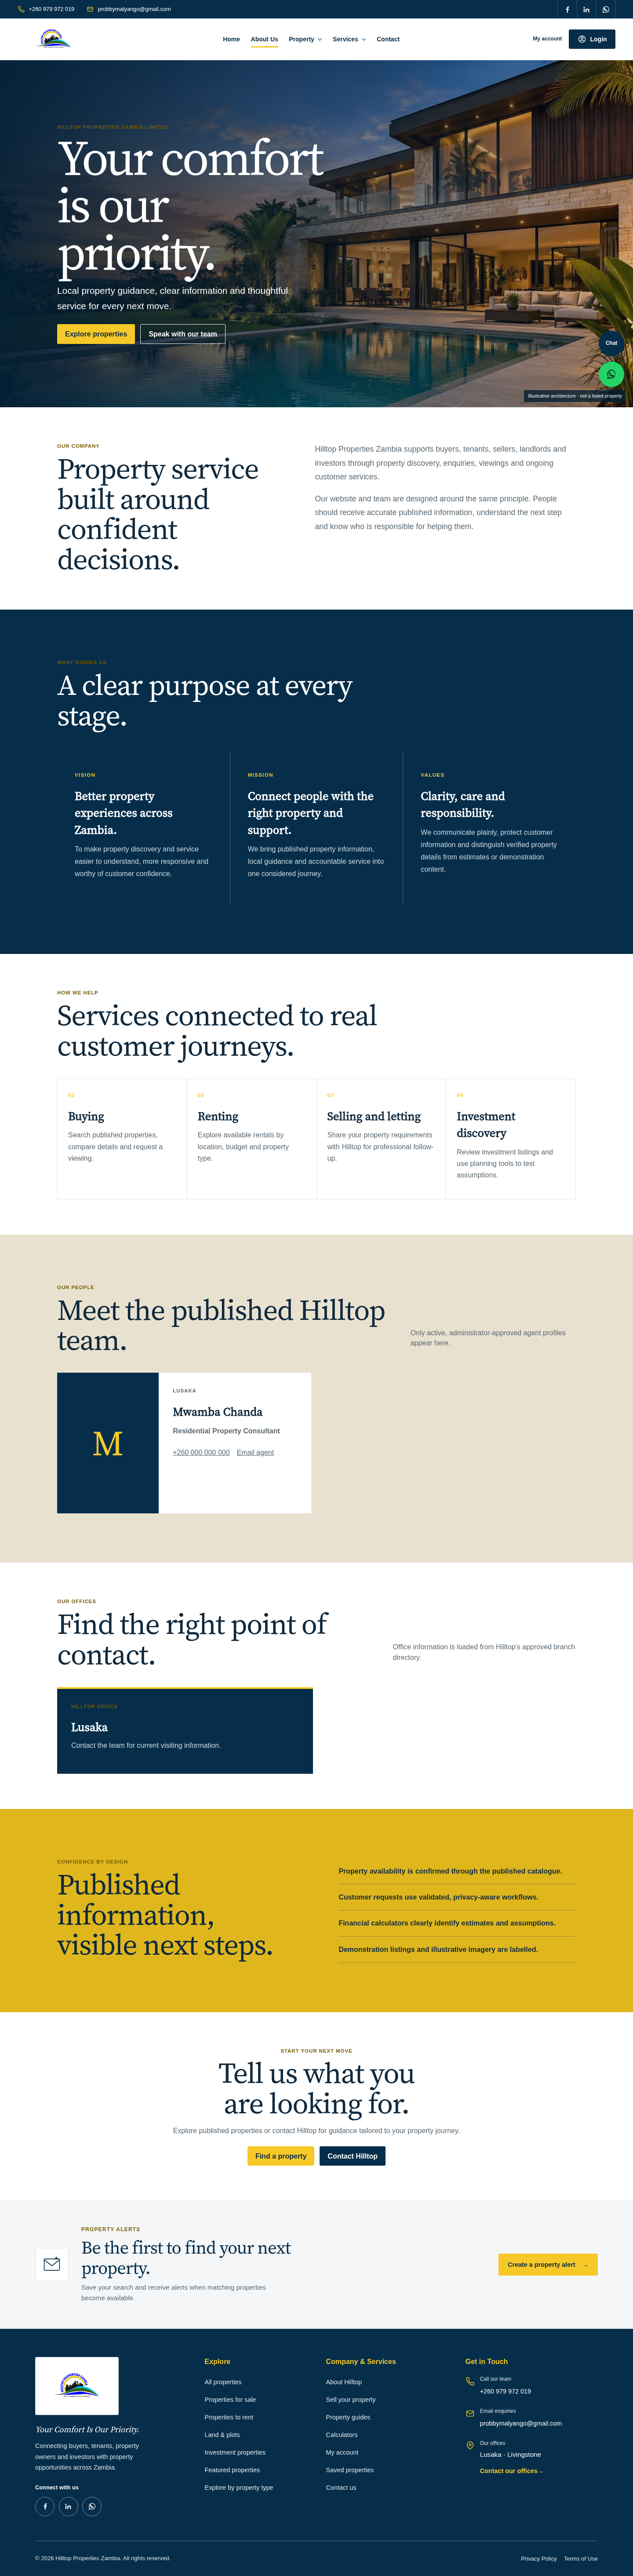 +260 979 972 019
probbymalyango@gmail.com
Home
About Us
Property
Services
Contact
My account
Login
HILLTOP PROPERTIES ZAMBIA LIMITED
Your comfort
is our
priority.
Local property guidance, clear information and thoughtful
service for every next move.
Explore properties
Speak with our team
Chat
Illustrative architecture · not a listed property
OUR COMPANY
Property service
built around
confident
decisions.
Hilltop Properties Zambia supports buyers, tenants, sellers, landlords and
investors through property discovery, enquiries, viewings and ongoing
customer services.
Our website and team are designed around the same principle. People
should receive accurate published information, understand the next step
and know who is responsible for helping them.
WHAT GUIDES US
A clear purpose at every
stage.
VISION
Better property
experiences across
Zambia.
To make property discovery and service
easier to understand, more responsive and
worthy of customer confidence.
MISSION
Connect people with the
right property and
support.
We bring published property information,
local guidance and accountable service into
one considered journey.
VALUES
Clarity, care and
responsibility.
We communicate plainly, protect customer
information and distinguish verified property
details from estimates or demonstration
content.
HOW WE HELP
Services connected to real
customer journeys.
01
Buying
Search published properties,
compare details and request a
viewing.
02
Renting
Explore available rentals by
location, budget and property
type.
03
Selling and letting
Share your property requirements
with Hilltop for professional follow-
up.
04
Investment
discovery
Review investment listings and
use planning tools to test
assumptions.
OUR PEOPLE
Meet the published Hilltop
team.
Only active, administrator-approved agent profiles
appear here.
M
LUSAKA
Mwamba Chanda
Residential Property Consultant
+260 000 000 000
Email agent
OUR OFFICES
Find the right point of
contact.
Office information is loaded from Hilltop's approved branch
directory.
HILLTOP OFFICE
Lusaka
Contact the team for current visiting information.
CONFIDENCE BY DESIGN
Published
information,
visible next steps.
Property availability is confirmed through the published catalogue.
Customer requests use validated, privacy-aware workflows.
Financial calculators clearly identify estimates and assumptions.
Demonstration listings and illustrative imagery are labelled.
START YOUR NEXT MOVE
Tell us what you
are looking for.
Explore published properties or contact Hilltop for guidance tailored to your property journey.
Find a property
Contact Hilltop
PROPERTY ALERTS
Be the first to find your next
property.
Save your search and receive alerts when matching properties
become available.
Create a property alert →
Your Comfort Is Our Priority.
Connecting buyers, tenants, property
owners and investors with property
opportunities across Zambia.
Connect with us
Explore
All properties
Properties for sale
Properties to rent
Land & plots
Investment properties
Featured properties
Explore by property type
Company & Services
About Hilltop
Sell your property
Property guides
Calculators
My account
Saved properties
Contact us
Get in Touch
Call our team
+260 979 972 019
Email enquiries
probbymalyango@gmail.com
Our offices
Lusaka · Livingstone
Contact our offices →
© 2026 Hilltop Properties Zambia. All rights reserved.
Privacy Policy
Terms of Use